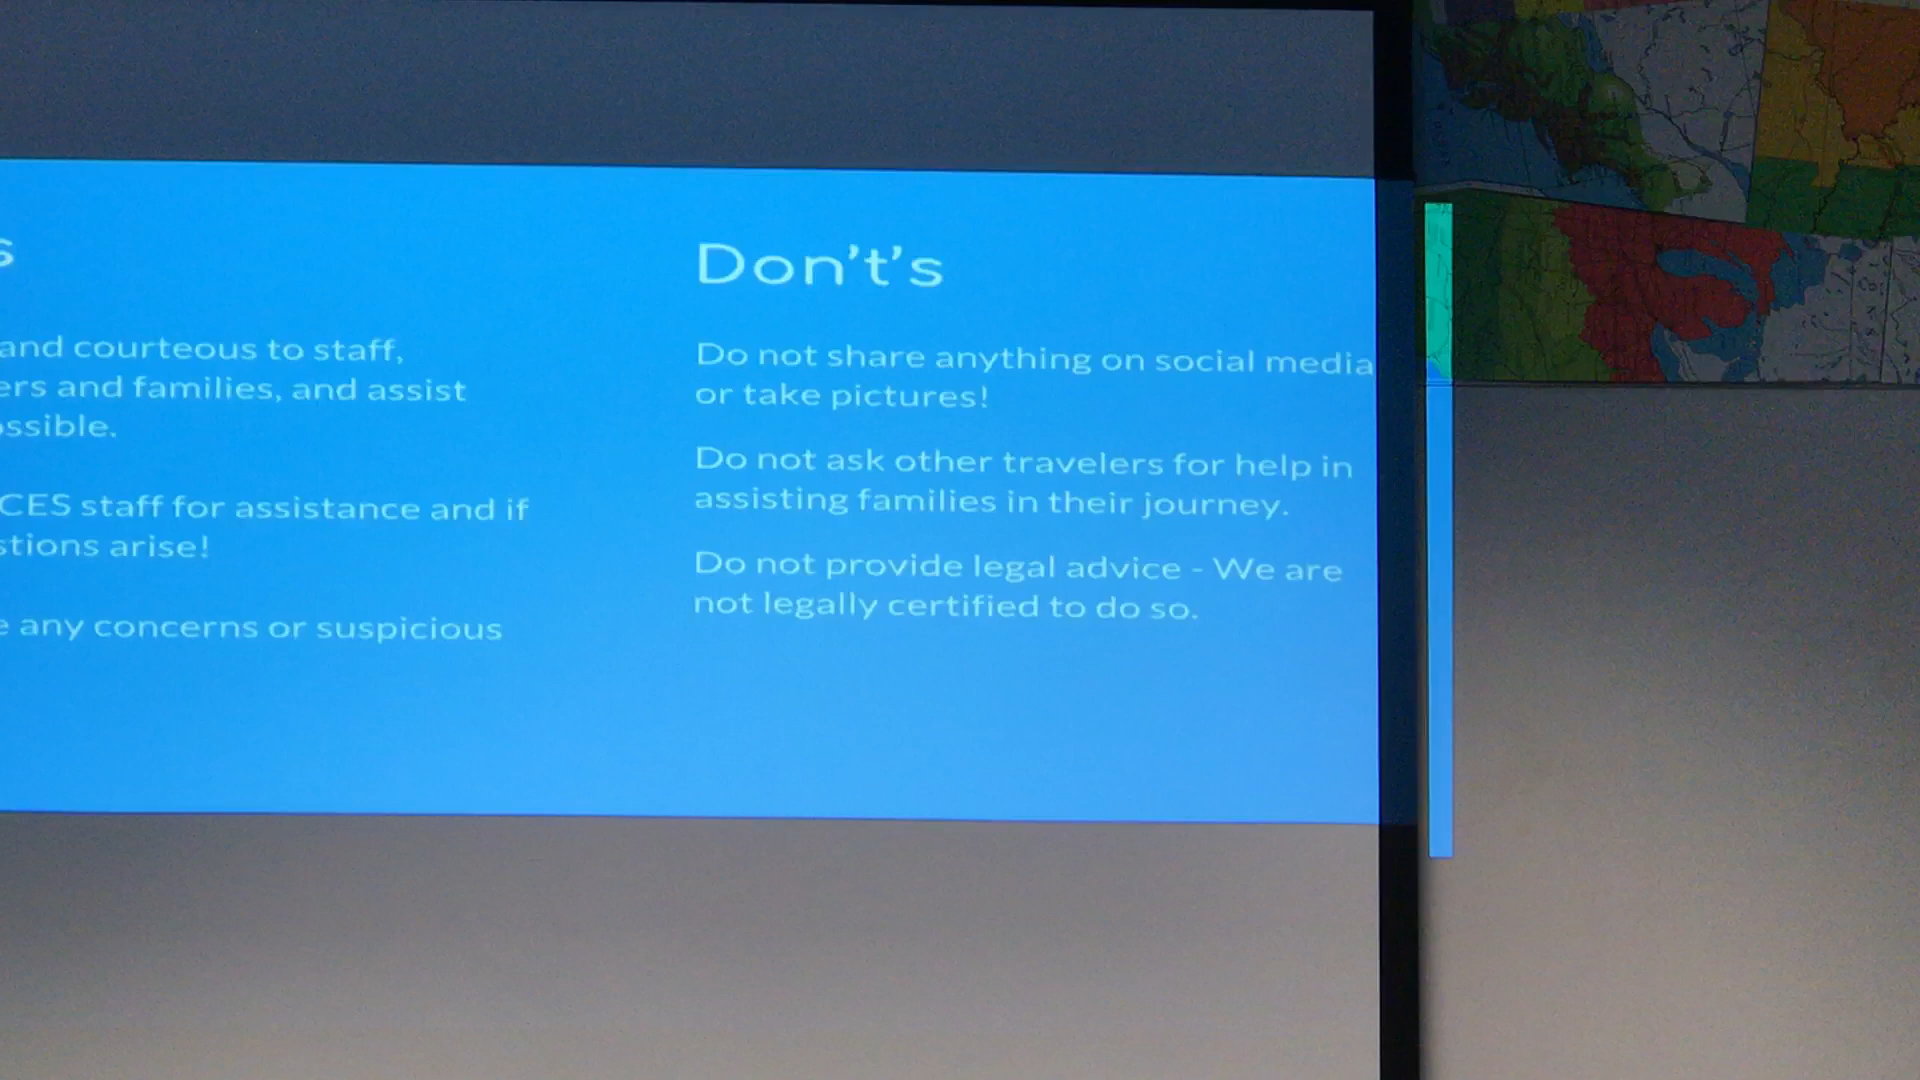 s
and courteous to staff,
ers and families, and assist
ossible.
CES staff for assistance and if
stions arise!
e any concerns or suspicious
Don't's
Do not share anything on social media
or take pictures!
Do not ask other travelers for help in
assisting families in their journey.
Do not provide legal advice - We are
not legally certified to do so.